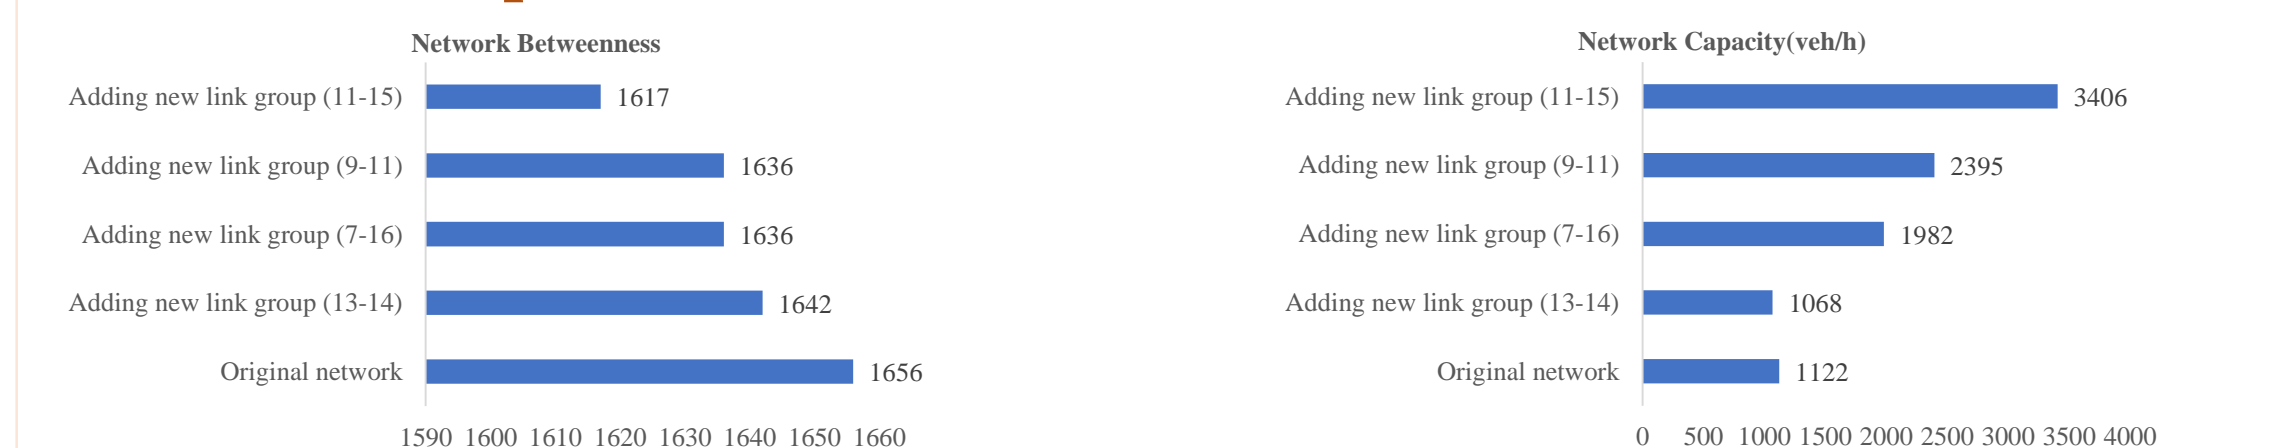 Network Betweenness
Adding new link group (11-15) 1617
Adding new link group (9-11) 1636
Adding new link group (7-16) 1636
Adding new link group (13-14) 1642
Original network 1656
1590 1600 1610 1620 1630 1640 1650 1660
Network Capacity(veh/h)
Adding new link group (11-15) 3406
Adding new link group (9-11) 2395
Adding new link group (7-16) 1982
Adding new link group (13-14) 1068
Original network 1122
0 500 1000 1500 2000 2500 3000 3500 4000